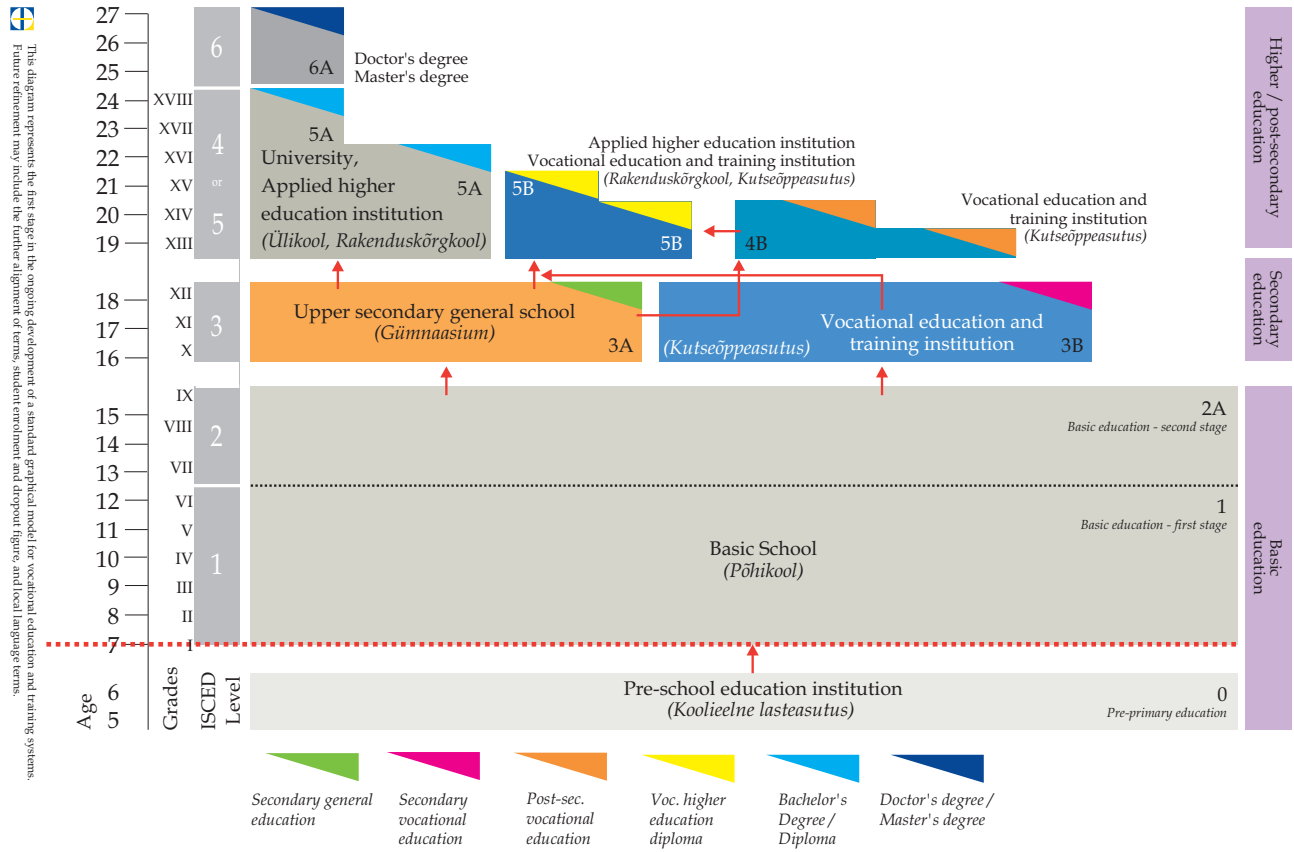 This diagram represents the first stage in the ongoing development of a standard graphical model for vocational education and training systems.
Future refinement may include the further alignment of terms, student enrolment and dropout figure, and local language terms.
27
26
25
24
23
22
21
20
19
18
17
16
15
14
13
12
11
10
9
8
7
6
5
Age
XVIII
XVII
XVI
XV
XIV
XIII
XII
XI
X
IX
VIII
VII
VI
V
IV
III
II
I
Grades
6
4
or
5
3
2
1
ISCED
Level
6A
Doctor's degree
Master's degree
5A
University,
Applied higher
education institution
(Ülikool, Rakenduskõrgkool)
5A
Applied higher education institution
Vocational education and training institution
(Rakenduskõrgkool, Kutseõppeasutus)
5B
5B
4B
Vocational education and
training institution
(Kutseõppeasutus)
Upper secondary general school
(Gümnaasium)
3A
(Kutseõppeasutus)
Vocational education and
training institution
3B
2A
Basic education - second stage
1
Basic education - first stage
Basic School
(Põhikool)
Pre-school education institution
(Koolieelne lasteasutus)
0
Pre-primary education
Higher / post-secondary
education
Secondary
education
Basic
education
Secondary general
education
Secondary
vocational
education
Post-sec.
vocational
education
Voc. higher
education
diploma
Bachelor's
Degree /
Diploma
Doctor's degree /
Master's degree